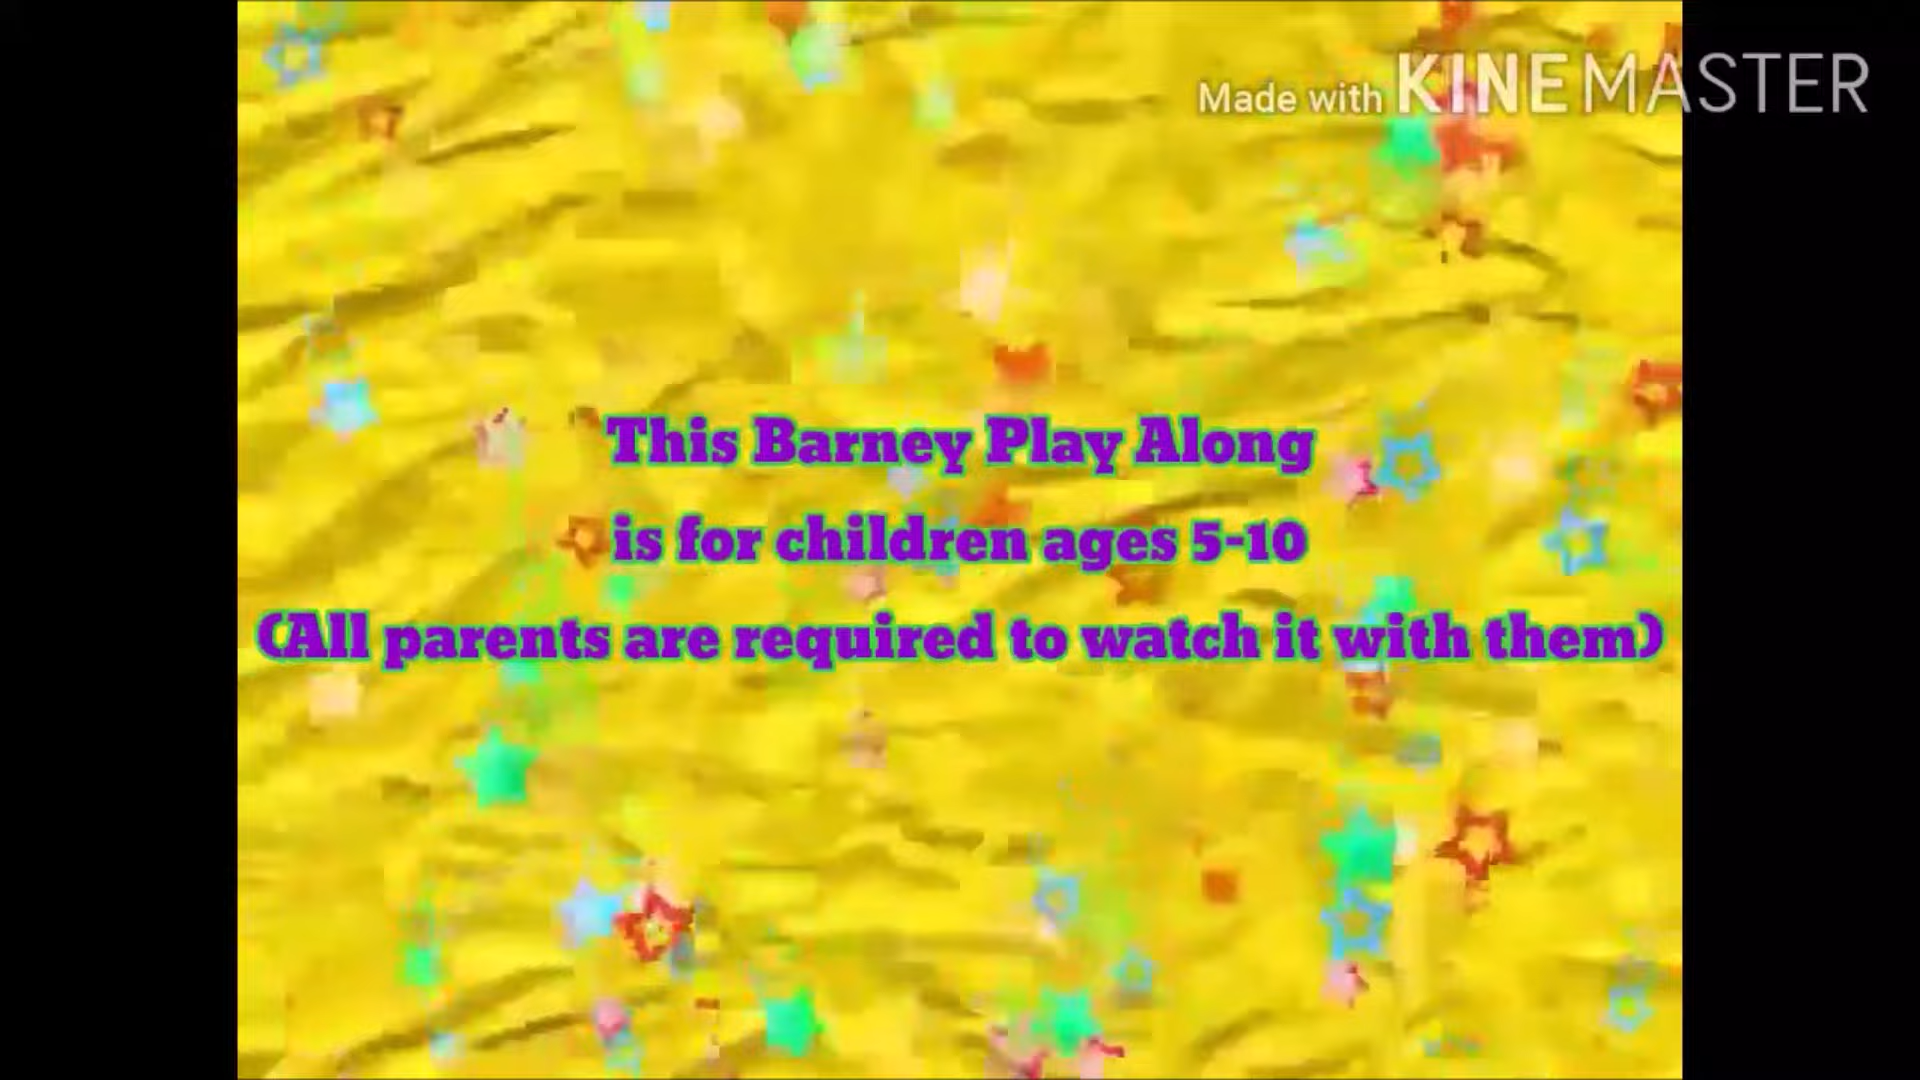 Made with KINEMASTER
This Barney Play Along
is for children ages 5-10
(All parents are required to watch it with them)